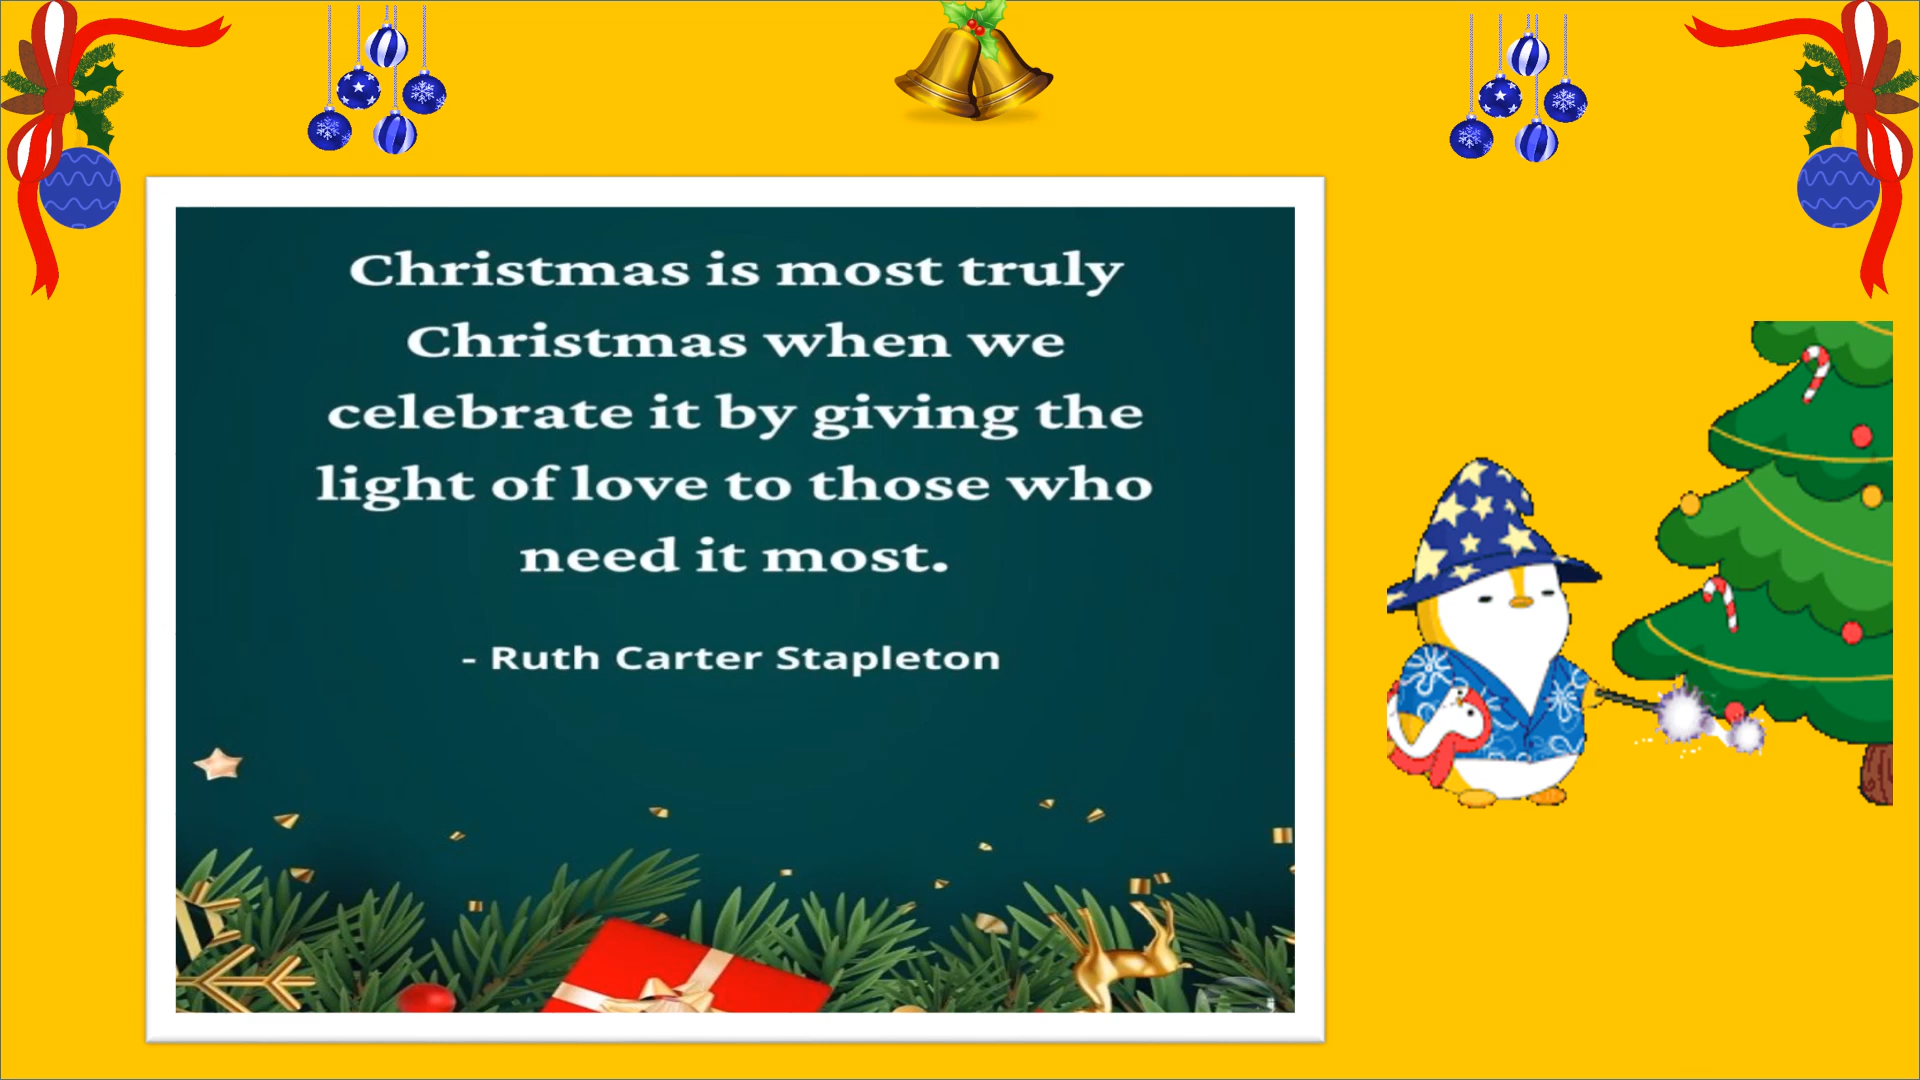 Christmas is most truly
Christmas when we
celebrate it by giving the
light of love to those who
need it most.
- Ruth Carter Stapleton